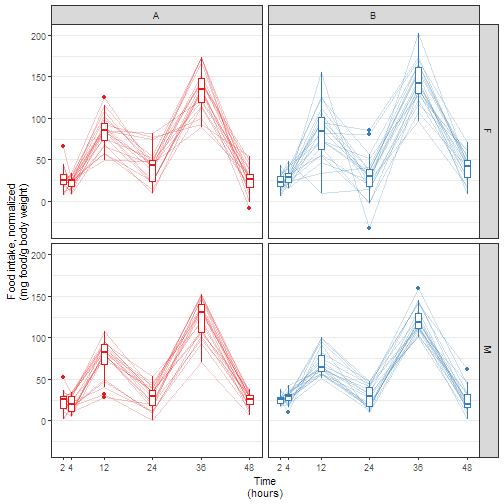 A
B
200
150
100
50
0
F
200
150
100
50
0
M
Food intake, normalized
(mg food/g body weight)
2 4 12 24 36 48
2 4 12 24 36 48
Time
(hours)